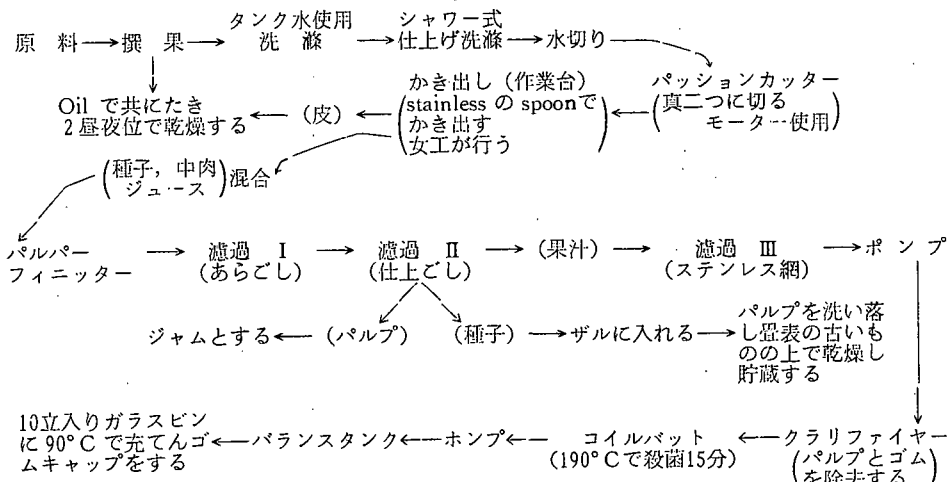 タンク水使用
シャワー式
原料→撰果→洗滌→仕上げ洗滌→水切り
パッションカッター
(真二つに切る
モーター使用)
かき出し(作業台)
(stainless の spoonで
かき出す
女工が行う)
(皮)
Oil で共にたき
2昼夜位で乾燥する
(種子,中肉
ジュース)混合
パルパー
フィニッター
→濾過 I→濾過 II→(果汁)→濾過 III→ポンプ
(あらごし)
(仕上ごし)
(ステンレス網)
ジャムとする←(パルプ)
(種子)→ザルに入れる→
パルプを洗い落
し畳表の古いも
のの上で乾燥し
貯蔵する
10立入りガラスビン
に90°Cで充てんゴ
ムキャップをする
←バランスタンク←ホンプ←コイルバット←クラリファイヤー
(190°Cで殺菌15分)
(パルプとゴム
を除去する)